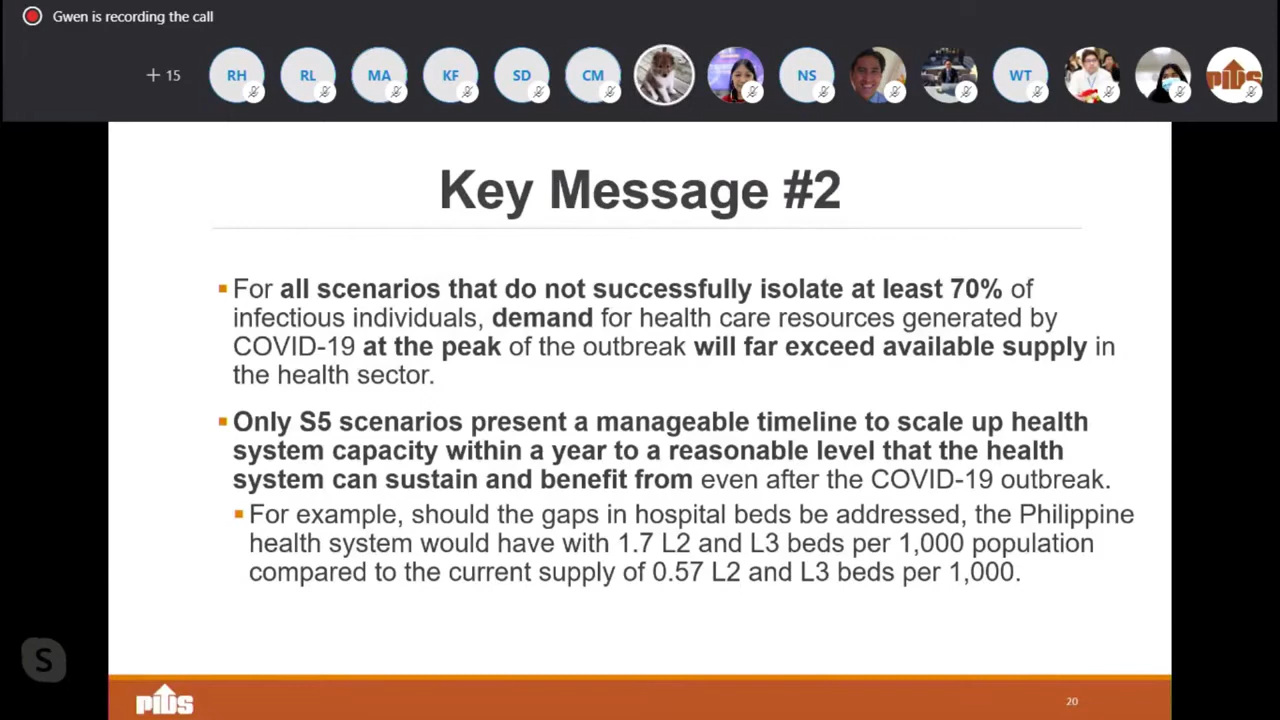 Gwen is recording the call
+ 15
RH
RL
MA
KF
SD
CM
NS
WT
PIDS
Key Message #2
For all scenarios that do not successfully isolate at least 70% of
infectious individuals, demand for health care resources generated by
COVID-19 at the peak of the outbreak will far exceed available supply in
the health sector.
Only S5 scenarios present a manageable timeline to scale up health
system capacity within a year to a reasonable level that the health
system can sustain and benefit from even after the COVID-19 outbreak.
For example, should the gaps in hospital beds be addressed, the Philippine
health system would have with 1.7 L2 and L3 beds per 1,000 population
compared to the current supply of 0.57 L2 and L3 beds per 1,000.
S
PIDS
20